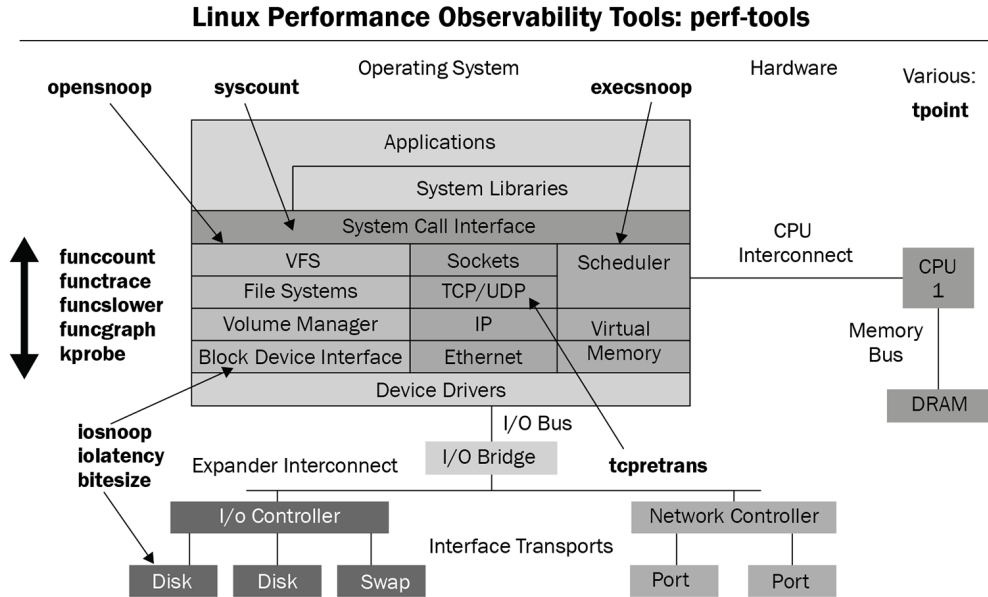 Linux Performance Observability Tools: perf-tools
Operating System
Hardware
Various:
tpoint
opensnoop
syscount
execsnoop
Applications
System Libraries
System Call Interface
VFS
Sockets
Scheduler
File Systems
TCP/UDP
Volume Manager
IP
Virtual
Memory
Block Device Interface
Ethernet
Device Drivers
CPU
Interconnect
CPU
1
Memory
Bus
DRAM
funccount
functrace
funcslower
funcgraph
kprobe
iosnoop
iolatency
bitesize
I/O Bus
I/O Bridge
tcpretrans
Expander Interconnect
I/o Controller
Network Controller
Interface Transports
Disk
Disk
Swap
Port
Port